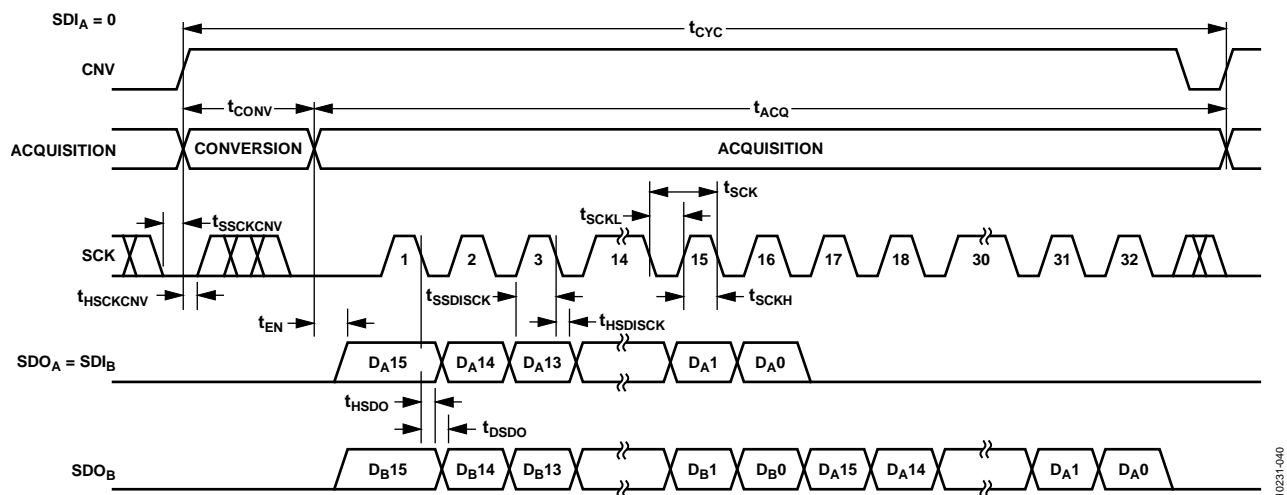 SDIA = 0
tCYC
CNV
tCONV
tACQ
ACQUISITION
CONVERSION
ACQUISITION
tSCK
tSCKL
tSSCKCNV
SCK
1 2 3 14 15 16 17 18 30 31 32
tHSCKCNV
tSSDISCK
tSCKH
tEN
tHSDISCK
SDOA = SDIB
DA15 DA14 DA13 DA1 DA0
tHSDO
tDSDO
SDOB
DB15 DB14 DB13 DB1 DB0 DA15 DA14 DA1 DA0
10231-040